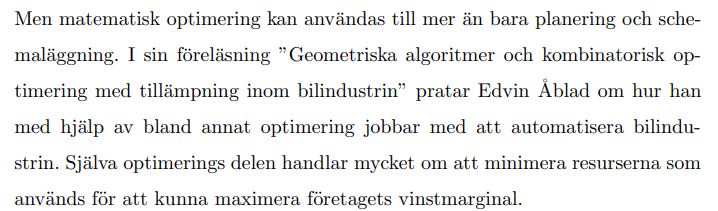 Men matematisk optimering kan användas till mer än bara planering och sche-
maläggning. I sin föreläsning ”Geometriska algoritmer och kombinatorisk op-
timering med tillämpning inom bilindustrin” pratar Edvin Åblad om hur han
med hjälp av bland annat optimering jobbar med att automatisera bilindu-
strin. Själva optimerings delen handlar mycket om att minimera resurserna som
används för att kunna maximera företagets vinstmarginal.